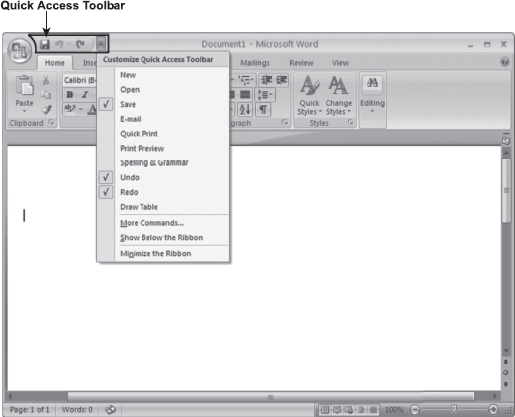 Quick Access Toolbar
Document1 - Microsoft Word
Home Inse Mailings Review View
Customize Quick Access Toolbar
New
Open
Save
E-mail
Quick Print
Print Preview
Spelling & Grammar
Undo
Redo
Draw Table
More Commands...
Show Below the Ribbon
Minimize the Ribbon
Calibri (B
B I
Paste
Quick Styles
Change Styles
Editing
Clipboard
graph
Styles
Page: 1 of 1 Words: 0 100%